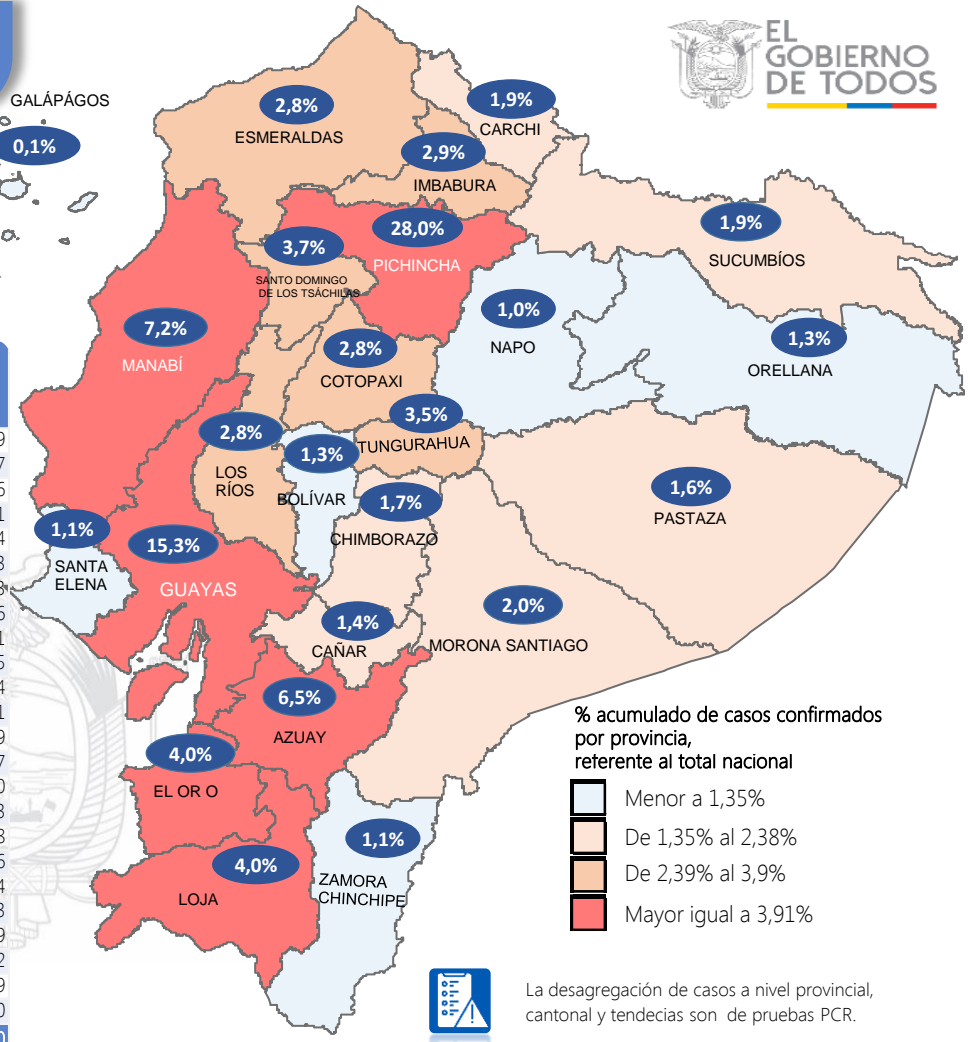 EL
GOBIERNO
DE TODOS
GALÁPÁGOS
0,1%
2,8%
ESMERALDAS
1,9%
CARCHI
2,9%
IMBABURA
28,0%
PICHINCHA
3,7%
SANTO DOMINGO
DE LOS TSÁCHILAS
1,9%
SUCUMBÍOS
7,2%
MANABÍ
1,0%
NAPO
1,3%
ORELLANA
2,8%
COTOPAXI
3,5%
TUNGURAHUA
2,8%
LOS
RÍOS
1,3%
BOLÍVAR
1,7%
CHIMBORAZO
1,6%
PASTAZA
1,1%
SANTA
ELENA
15,3%
GUAYAS
1,4%
CAÑAR
2,0%
MORONA SANTIAGO
6,5%
AZUAY
4,0%
EL OR O
4,0%
LOJA
1,1%
ZAMORA
CHINCHIPE
% acumulado de casos confirmados
por provincia,
referente al total nacional
Menor a 1,35%
De 1,35% al 2,38%
De 2,39% al 3,9%
Mayor igual a 3,91%
La desagregación de casos a nivel provincial,
cantonal y tendecias son de pruebas PCR.